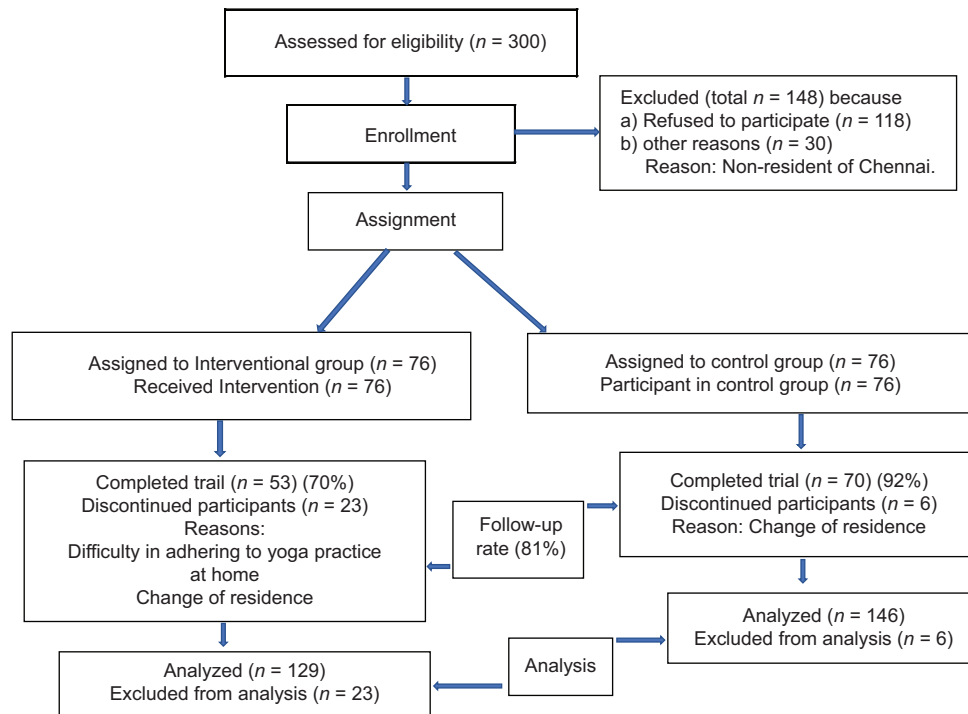 Assessed for eligibility (n = 300)
Excluded (total n = 148) because
a) Refused to participate (n = 118)
b) other reasons (n = 30)
Reason: Non-resident of Chennai.
Enrollment
Assignment
Assigned to Interventional group (n = 76)
Received Intervention (n = 76)
Assigned to control group (n = 76)
Participant in control group (n = 76)
Completed trail (n = 53) (70%)
Discontinued participants (n = 23)
Reasons:
Difficulty in adhering to yoga practice
at home
Change of residence
Follow-up
rate (81%)
Completed trial (n = 70) (92%)
Discontinued participants (n = 6)
Reason: Change of residence
Analyzed (n = 129)
Excluded from analysis (n = 23)
Analysis
Analyzed (n = 146)
Excluded from analysis (n = 6)